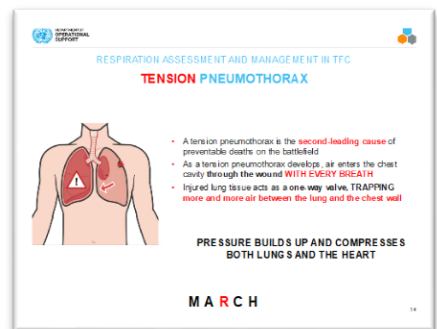 DEPARTMENT OF
OPERATIONAL
SUPPORT
RESPIRATION ASSESSMENT AND MANAGEMENT IN TFC
TENSION PNEUMOTHORAX
• A tension pneumothorax is the second-leading cause of
preventable deaths on the battlefield
• As a tension pneumothorax develops, air enters the chest
cavity through the wound WITH EVERY BREATH
• Injured lung tissue acts as a one-way valve, TRAPPING
more and more air between the lung and the chest wall
PRESSURE BUILDS UP AND COMPRESSES
BOTH LUNGS AND THE HEART
MARCH
14